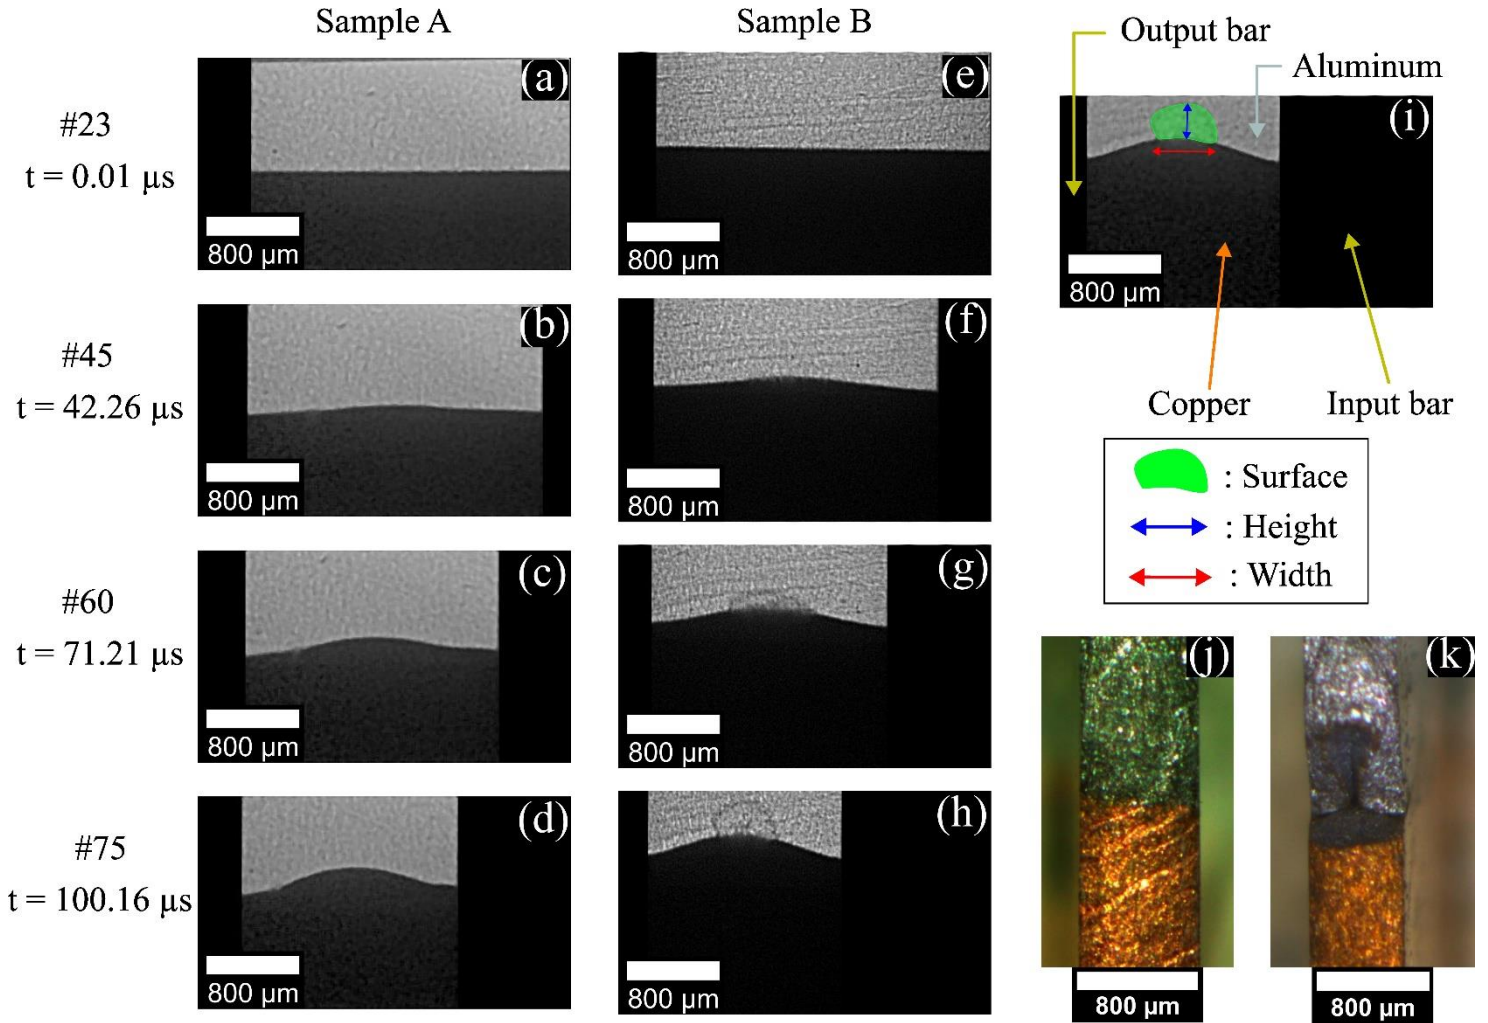 Sample A
Sample B
#23
t = 0.01 µs
(a)
800 µm
(e)
800 µm
#45
t = 42.26 µs
(b)
800 µm
(f)
800 µm
#60
t = 71.21 µs
(c)
800 µm
(g)
800 µm
#75
t = 100.16 µs
(d)
800 µm
(h)
800 µm
Output bar
Aluminum
(i)
800 µm
Copper
Input bar
: Surface
: Height
: Width
(j)
800 µm
(k)
800 µm